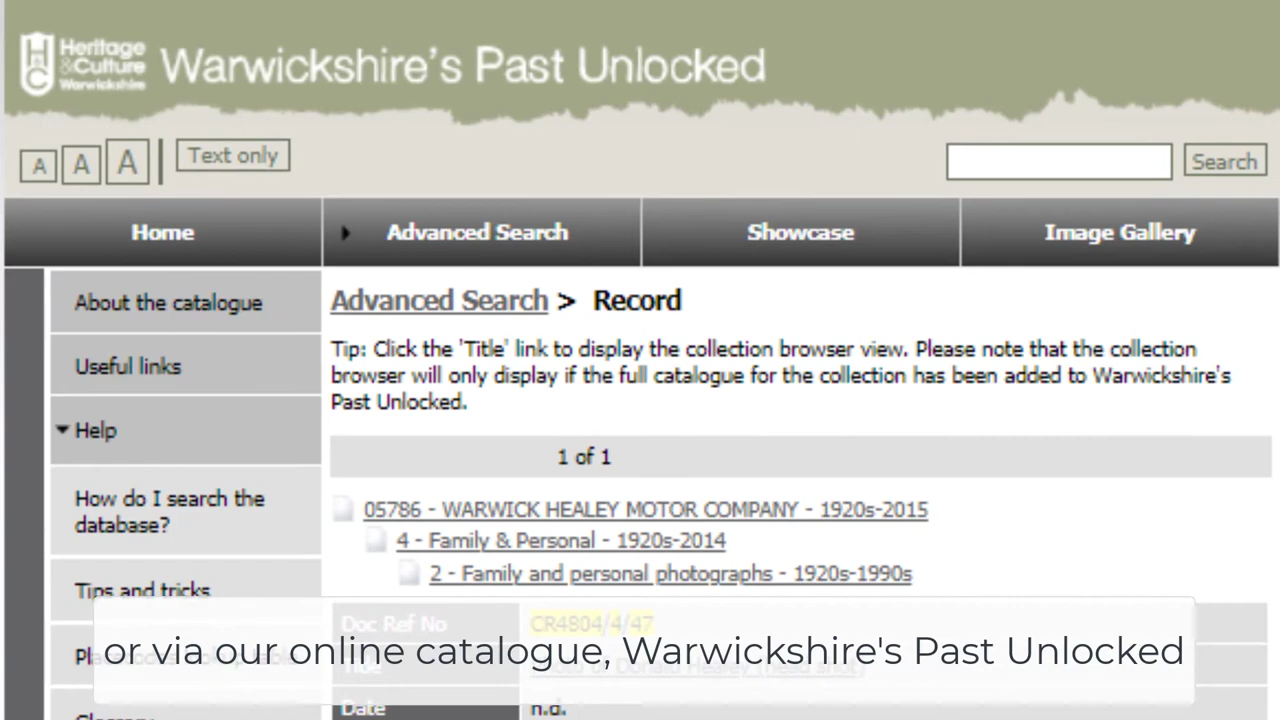 Heritage
&Culture
Warwickshire
Warwickshire's Past Unlocked
A A A
Text only
Search
Home
Advanced Search
Showcase
Image Gallery
About the catalogue
Useful links
Help
How do I search the
database?
Tips and tricks
Advanced Search > Record
Tip: Click the 'Title' link to display the collection browser view. Please note that the collection
browser will only display if the full catalogue for the collection has been added to Warwickshire's
Past Unlocked.
1 of 1
05786 - WARWICK HEALEY MOTOR COMPANY - 1920s-2015
4 - Family & Personal - 1920s-2014
2 - Family and personal photographs - 1920s-1990s
Doc Ref No CR4804/4/47
Title
Date n.d.
Glossary
or via our online catalogue, Warwickshire's Past Unlocked